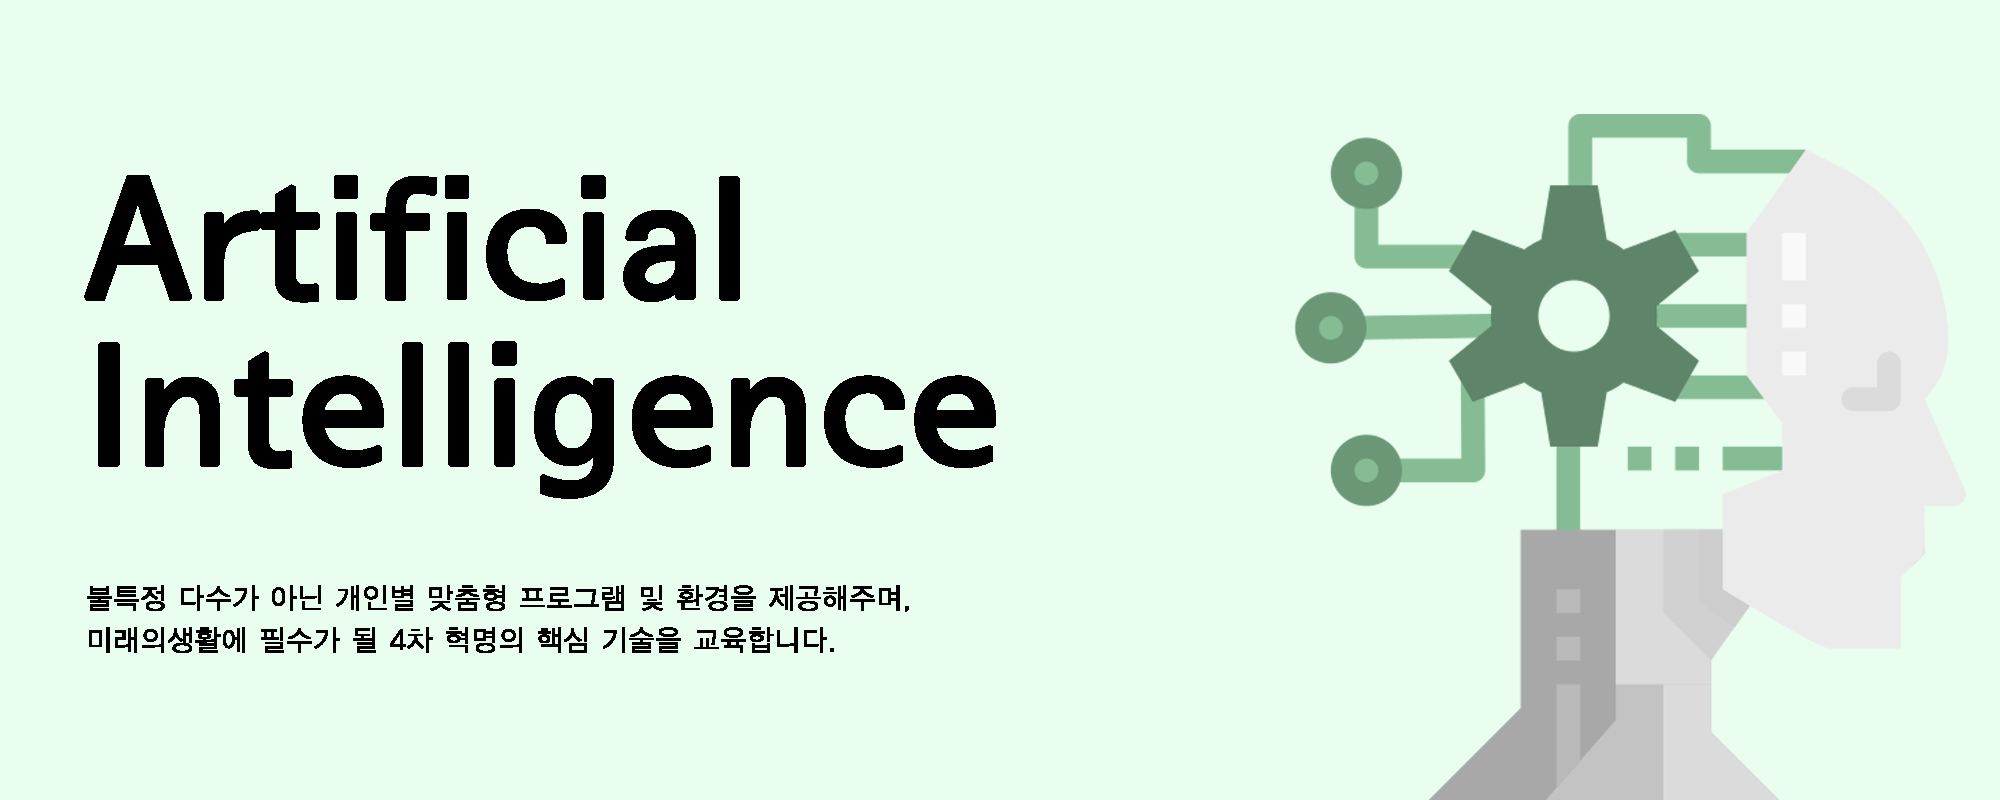 Artificial
Intelligence
불특정 다수가 아닌 개인별 맞춤형 프로그램 및 환경을 제공해주며,
미래의생활에 필수가 될 4차 혁명의 핵심 기술을 교육합니다.